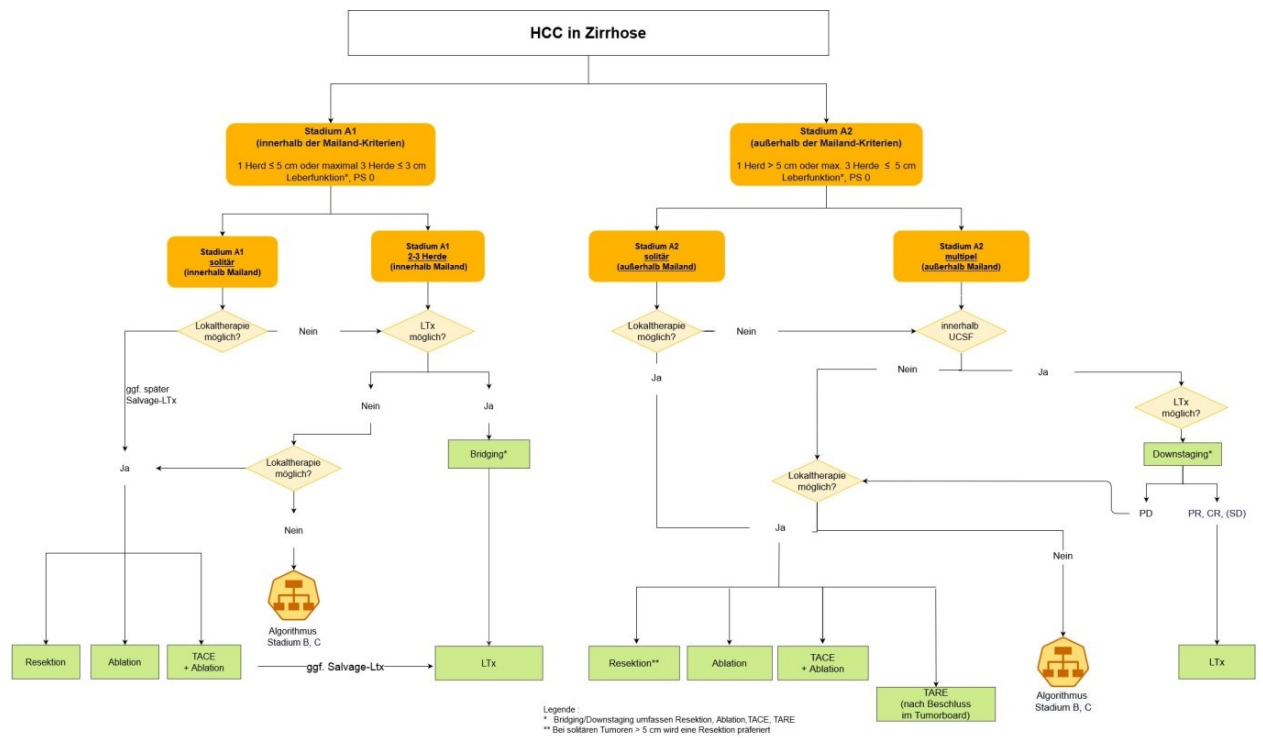 HCC in Zirrhose
Stadium A1
(innerhalb der Mailand-Kriterien)
1 Herd ≤ 5 cm oder maximal 3 Herde ≤ 3 cm
Leberfunktion*, PS 0
Stadium A2
(außerhalb der Mailand-Kriterien)
1 Herd > 5 cm oder max. 3 Herde ≤ 5 cm
Leberfunktion*, PS 0
Stadium A1
solitär
(innerhalb Mailand)
Stadium A1
2-3 Herde
(innerhalb Mailand)
Stadium A2
solitär
(außerhalb Mailand)
Stadium A2
multipel
(außerhalb Mailand)
Lokaltherapie
möglich?
Nein
LTx
möglich?
Lokaltherapie
möglich?
Nein
innerhalb
UCSF
ggf. später
Salvage-LTx
Ja
Nein
Ja
Nein
Ja
LTx
möglich?
Bridging*
Downstaging*
Ja
Lokaltherapie
möglich?
Lokaltherapie
möglich?
PD
PR, CR, (SD)
Nein
Ja
Nein
Algorithmus
Stadium B, C
Resektion
Ablation
TACE
+ Ablation
ggf. Salvage-Ltx
LTx
Resektion**
Ablation
TACE
+ Ablation
TARE
(nach Beschluss
im Tumorboard)
Algorithmus
Stadium B, C
LTx
Legende :
* Bridging/Downstaging umfassen Resektion, Ablation,TACE, TARE
** Bei solitären Tumoren > 5 cm wird eine Resektion präferiert